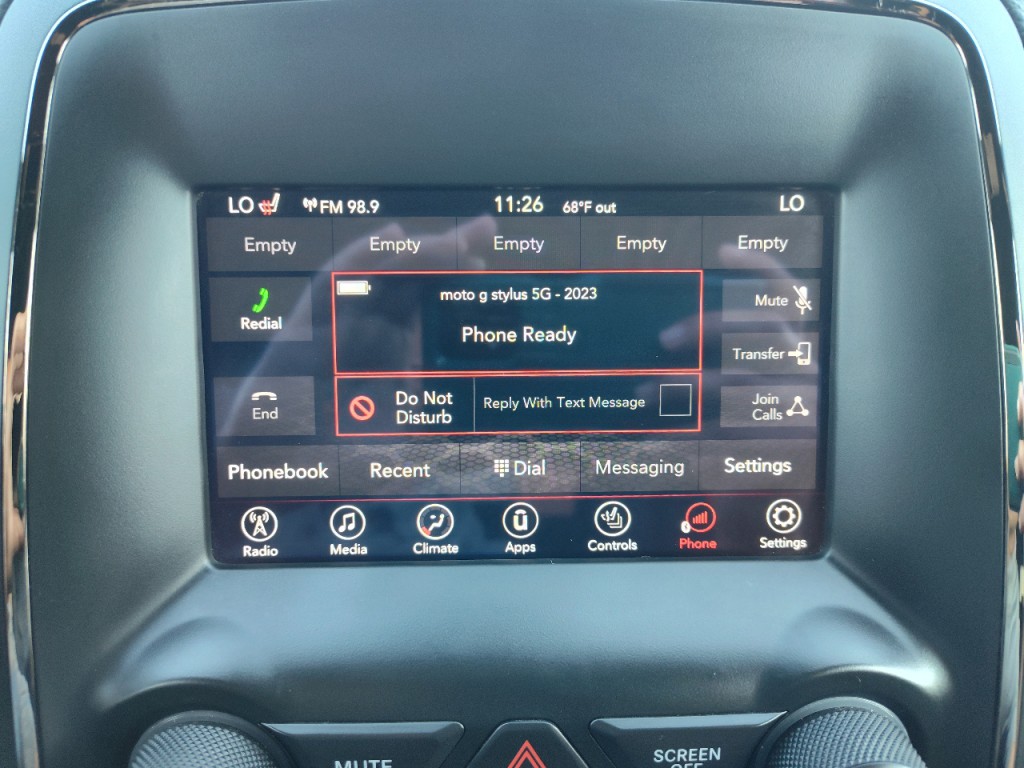 LO FM 98.9 11:26 68°F out LO
Empty Empty Empty Empty Empty
moto g stylus 5G - 2023
Phone Ready
Redial
Mute
Transfer
End
Do Not
Disturb
Reply With Text Message
Join
Calls
Phonebook Recent Dial Messaging Settings
Radio Media Climate Apps Controls Phone Settings
MUTE
SCREEN
OFF